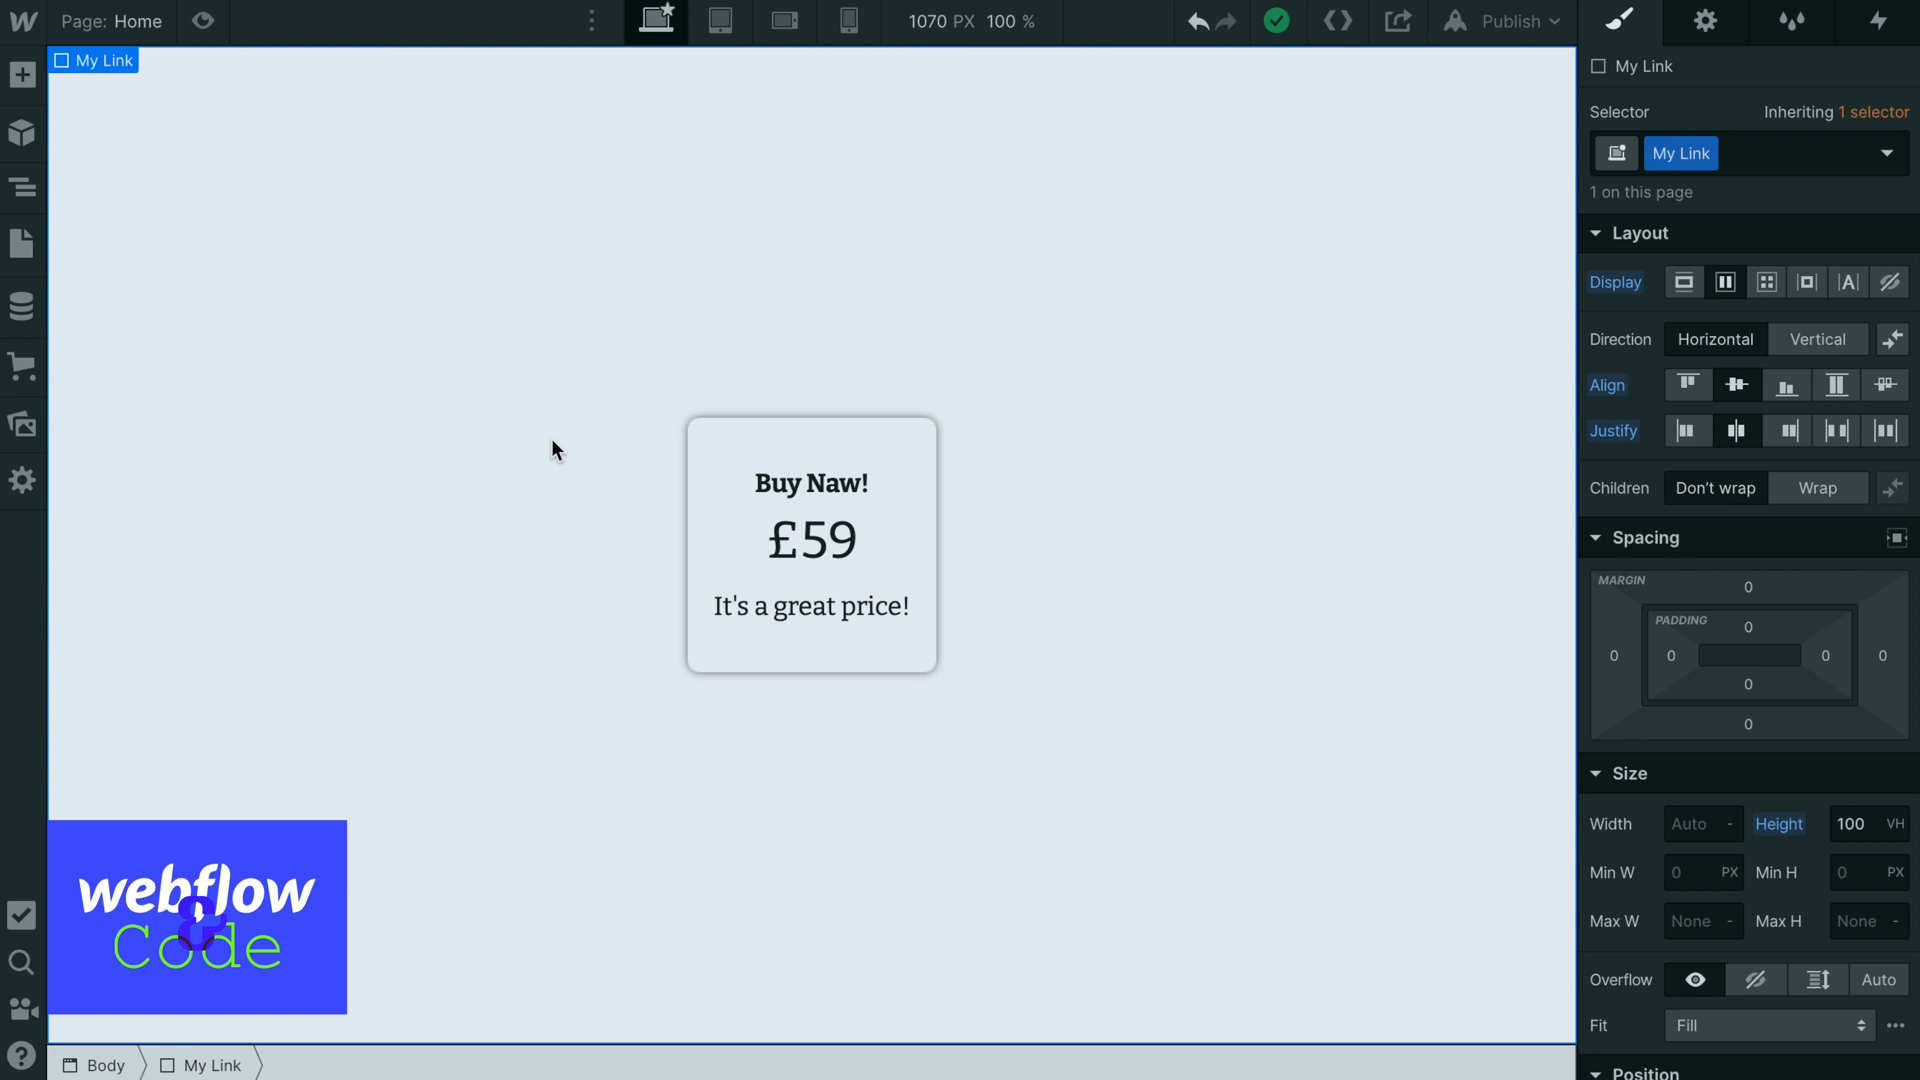 Page: Home
1070 PX 100 %
Publish
My Link
My Link
Selector
Inheriting 1 selector
My Link
1 on this page
Layout
Display
Direction Horizontal Vertical
Align
Justify
Children Don't wrap Wrap
Spacing
MARGIN
0
PADDING
0
0 0 0 0
0
0
Size
Width Auto - Height 100 VH
Min W 0 PX Min H 0 PX
Max W None - Max H None -
Overflow Auto
Fit Fill
Position
Buy Naw!
£59
It's a great price!
webflow
&
Code
Body My Link